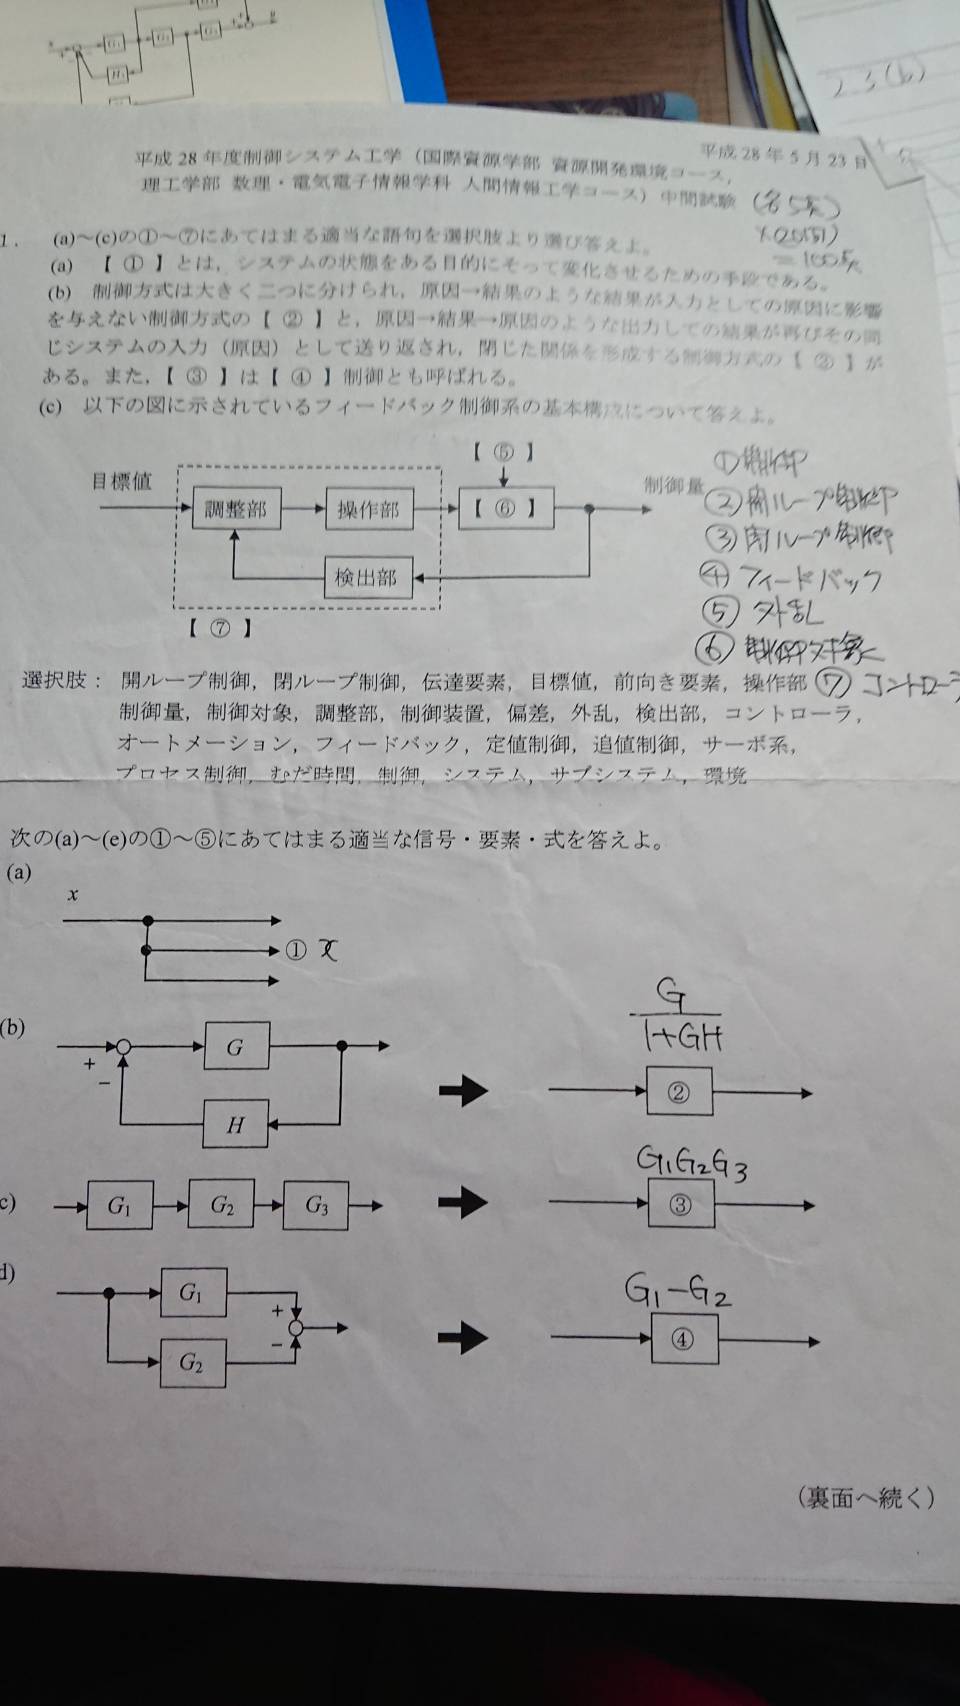 2.3(b)
平成28年5月23日
平成28年度制御システム工学（国際資源学部 資源開発環境コース，
理工学部 数理・電気電子情報学科 人間情報工学コース）中間試験
(各5点)
×20(問)
=100点
1. (a)～(c)の①～⑦にあてはまる適当な語句を選択肢より選び答えよ。
(a) 【 ① 】とは，システムの状態をある目的にそって変化させるための手段である。
(b) 制御方式は大きく二つに分けられ，原因→結果のような結果が入力としての原因に影響
を与えない制御方式の【 ② 】と，原因→結果→原因のような出力しての結果が再びその同
じシステムの入力（原因）として送り返され，閉じた関係を形成する制御方式の【 ③ 】が
ある。また，【 ③ 】は【 ④ 】制御とも呼ばれる。
(c) 以下の図に示されているフィードバック制御系の基本構成について答えよ。
【 ⑤ 】
目標値
調整部
操作部
【 ⑥ 】
制御量
検出部
【 ⑦ 】
①制御
②開ループ制御
③閉ループ制御
④フィードバック
⑤外乱
⑥制御対象
⑦コントローラ
選択肢： 開ループ制御，閉ループ制御，伝達要素，目標値，前向き要素，操作部
制御量，制御対象，調整部，制御装置，偏差，外乱，検出部，コントローラ，
オートメーション，フィードバック，定値制御，追値制御，サーボ系，
プロセス制御，むだ時間，制御，システム，サブシステム，環境
次の(a)～(e)の①～⑤にあてはまる適当な信号・要素・式を答えよ。
(a)
x
① x
(b)
+
−
G
H
G
1+GH
②
c)
G1
G2
G3
G1G2G3
③
d)
G1
G2
+
−
G1−G2
④
（裏面へ続く）